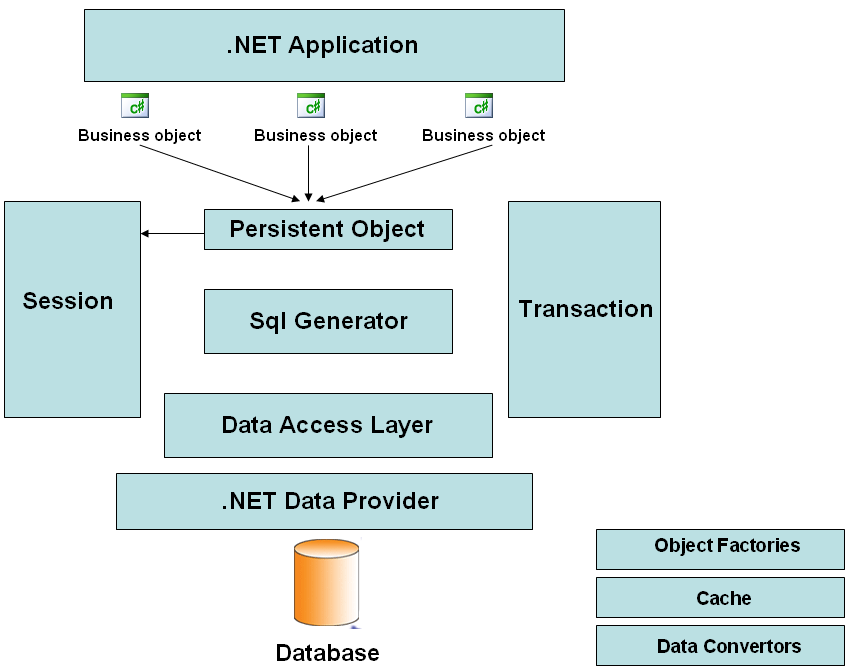 .NET Application
C# C# C#
Business object Business object Business object
Persistent Object
Session
Transaction
Sql Generator
Data Access Layer
.NET Data Provider
Object Factories
Cache
Data Convertors
Database